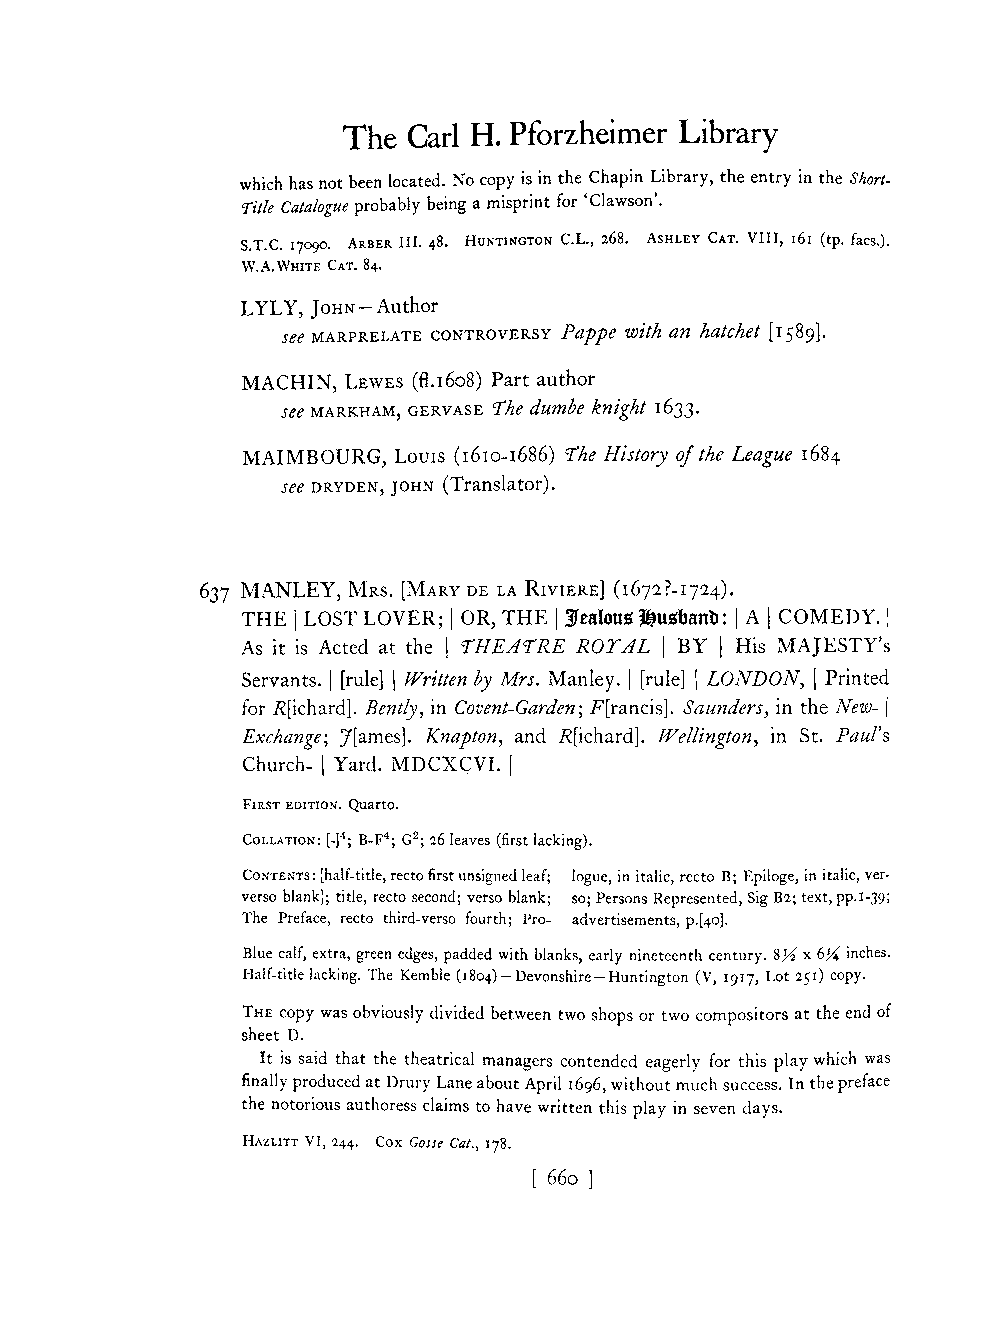 The Carl H. Pforzheimer Library
which has not been located. No copy is in the Chapin Library, the entry in the Short-
Title Catalogue probably being a misprint for ‘Clawson’.
S.T.C. 17090. Arber III. 48. Huntington C.L., 268. Ashley Cat. VIII, 161 (tp. facs.).
W.A.White Cat. 84.
LYLY, John—Author
see MARPRELATE CONTROVERSY Pappe with an hatchet [1589].
MACHIN, Lewes (fl.1608) Part author
see MARKHAM, GERVASE The dumbe knight 1633.
MAIMBOURG, Louis (1610-1686) The History of the League 1684
see DRYDEN, JOHN (Translator).
637 MANLEY, Mrs. [Mary de la Riviere] (1672?-1724).
THE | LOST LOVER; | OR, THE | Jealous Husband: | A | COMEDY. |
As it is Acted at the | THEATRE ROYAL | BY | His MAJESTY’s
Servants. | [rule] | Written by Mrs. Manley. | [rule] | LONDON, | Printed
for R[ichard]. Bently, in Covent-Garden; F[rancis]. Saunders, in the New- |
Exchange; J[ames]. Knapton, and R[ichard]. Wellington, in St. Paul’s
Church- | Yard. MDCXCVI. |
First edition. Quarto.
Collation: [-]⁴; B-F⁴; G²; 26 leaves (first lacking).
Contents: [half-title, recto first unsigned leaf;
verso blank]; title, recto second; verso blank;
The Preface, recto third-verso fourth; Pro-
logue, in italic, recto B; Epiloge, in italic, ver-
so; Persons Represented, Sig B2; text, pp.1-39;
advertisements, p.[40].
Blue calf, extra, green edges, padded with blanks, early nineteenth century. 8½ x 6¼ inches.
Half-title lacking. The Kemble (1804)—Devonshire—Huntington (V, 1917, Lot 251) copy.
The copy was obviously divided between two shops or two compositors at the end of
sheet D.
It is said that the theatrical managers contended eagerly for this play which was
finally produced at Drury Lane about April 1696, without much success. In the preface
the notorious authoress claims to have written this play in seven days.
Hazlitt VI, 244. Cox Gosse Cat., 178.
[ 660 ]